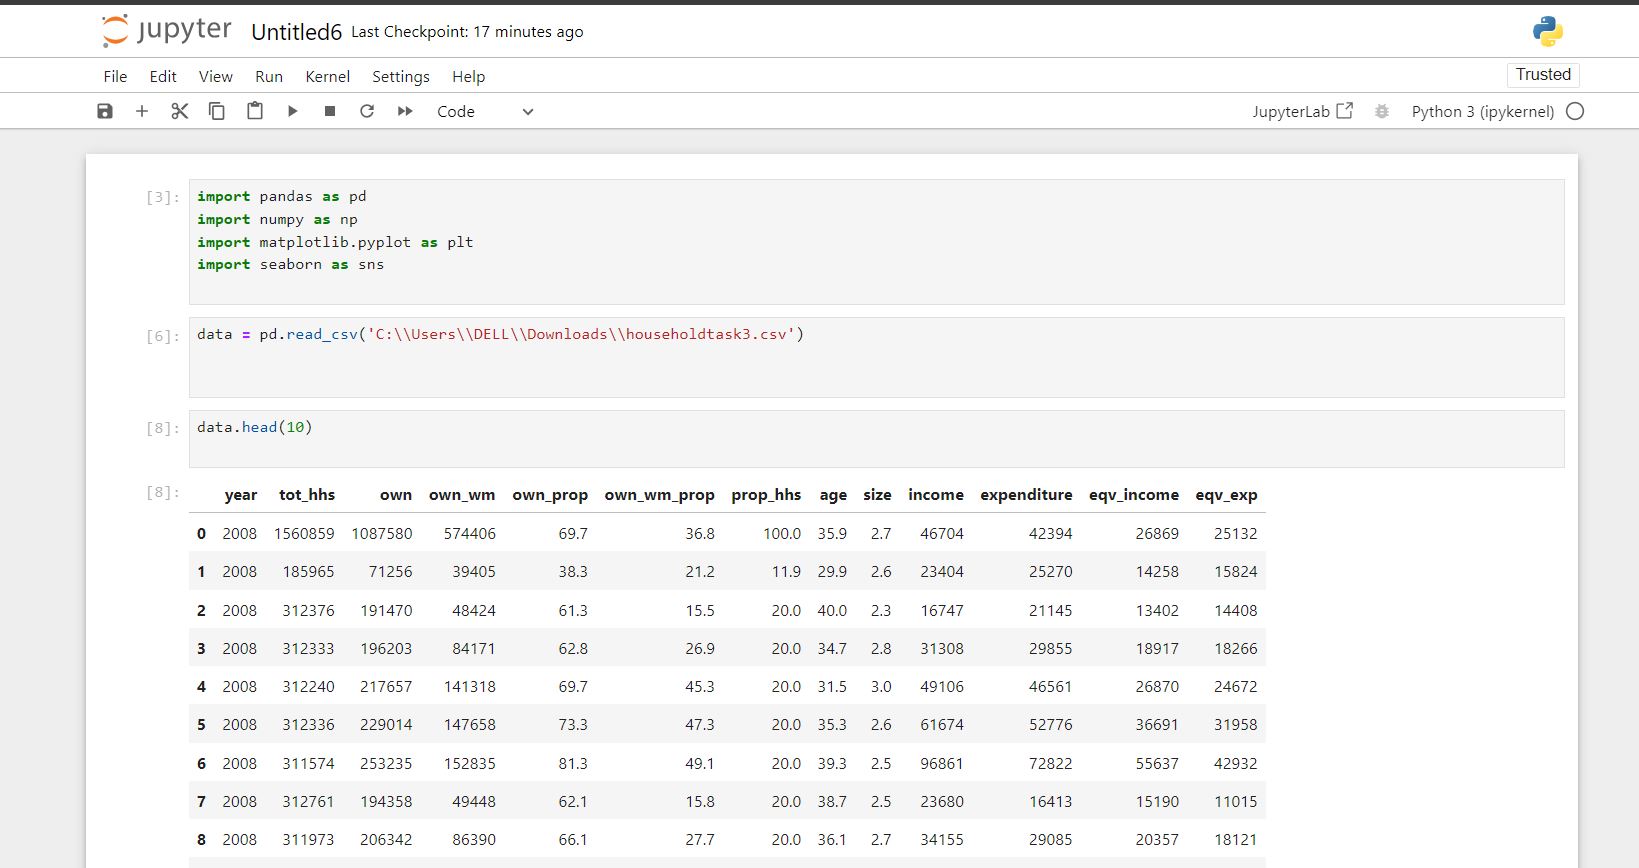 jupyter Untitled6 Last Checkpoint: 17 minutes ago
File Edit View Run Kernel Settings Help Trusted
Code JupyterLab Python 3 (ipykernel)
[3]: import pandas as pd
import numpy as np
import matplotlib.pyplot as plt
import seaborn as sns
[6]: data = pd.read_csv('C:\\Users\\DELL\\Downloads\\householdtask3.csv')
[8]: data.head(10)
[8]: year tot_hhs own own_wm own_prop own_wm_prop prop_hhs age size income expenditure eqv_income eqv_exp
0 2008 1560859 1087580 574406 69.7 36.8 100.0 35.9 2.7 46704 42394 26869 25132
1 2008 185965 71256 39405 38.3 21.2 11.9 29.9 2.6 23404 25270 14258 15824
2 2008 312376 191470 48424 61.3 15.5 20.0 40.0 2.3 16747 21145 13402 14408
3 2008 312333 196203 84171 62.8 26.9 20.0 34.7 2.8 31308 29855 18917 18266
4 2008 312240 217657 141318 69.7 45.3 20.0 31.5 3.0 49106 46561 26870 24672
5 2008 312336 229014 147658 73.3 47.3 20.0 35.3 2.6 61674 52776 36691 31958
6 2008 311574 253235 152835 81.3 49.1 20.0 39.3 2.5 96861 72822 55637 42932
7 2008 312761 194358 49448 62.1 15.8 20.0 38.7 2.5 23680 16413 15190 11015
8 2008 311973 206342 86390 66.1 27.7 20.0 36.1 2.7 34155 29085 20357 18121